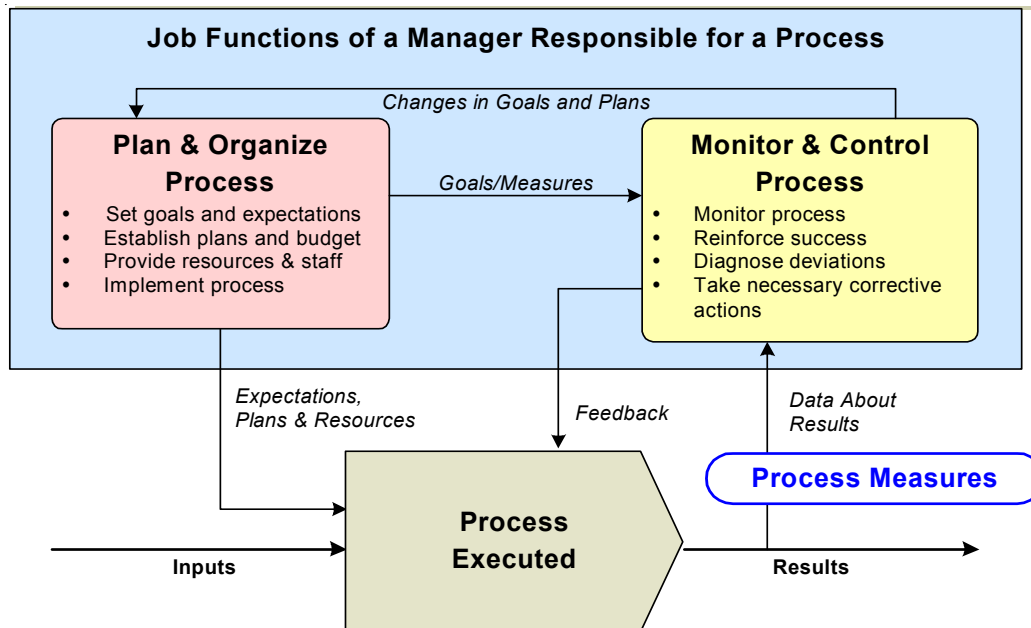 Job Functions of a Manager Responsible for a Process
Changes in Goals and Plans
Plan & Organize
Process
• Set goals and expectations
• Establish plans and budget
• Provide resources & staff
• Implement process
Goals/Measures
Monitor & Control
Process
• Monitor process
• Reinforce success
• Diagnose deviations
• Take necessary corrective
actions
Expectations,
Plans & Resources
Feedback
Data About
Results
Process Measures
Process
Executed
Inputs
Results